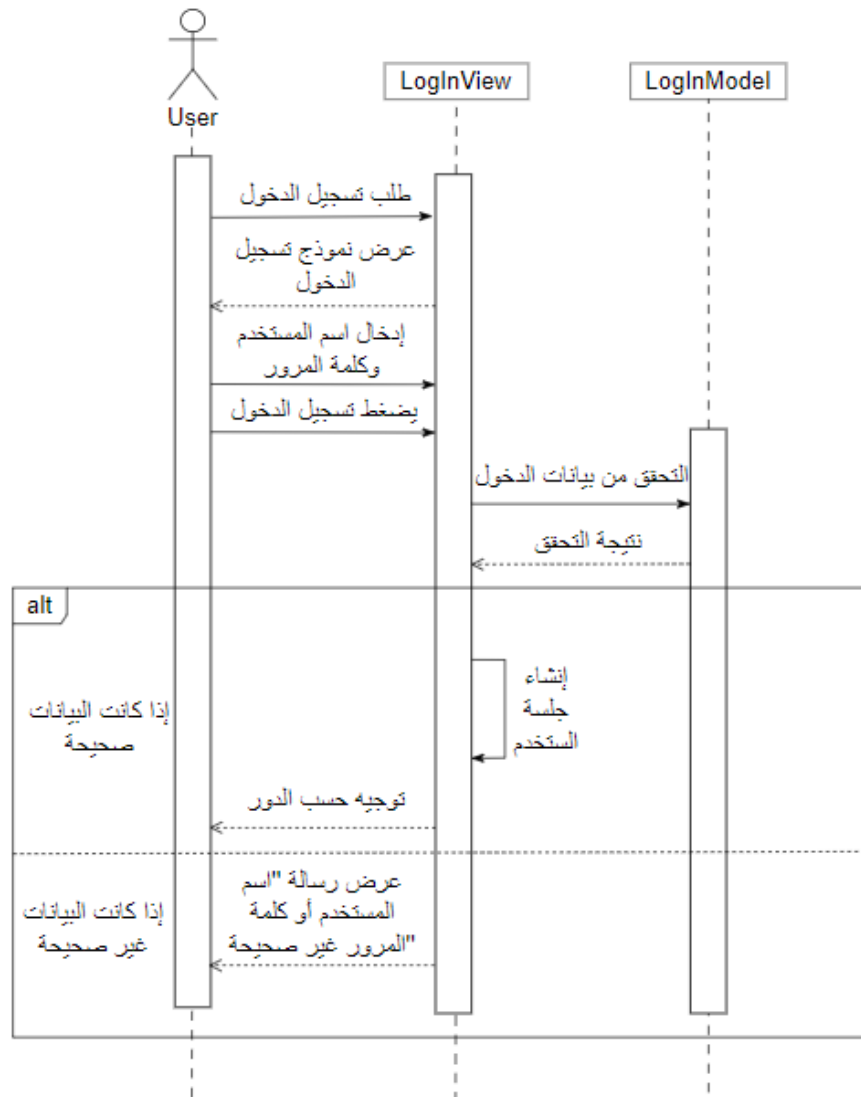 User
LogInView
LogInModel
طلب تسجيل الدخول
عرض نموذج تسجيل
الدخول
إدخال اسم المستخدم
وكلمة المرور
يضغط تسجيل الدخول
التحقق من بيانات الدخول
نتيجة التحقق
alt
إذا كانت البيانات
صحيحة
إنشاء
جلسة
الستخدم
توجيه حسب الدور
إذا كانت البيانات
غير صحيحة
عرض رسالة "اسم
المستخدم أو كلمة
المرور غير صحيحة"